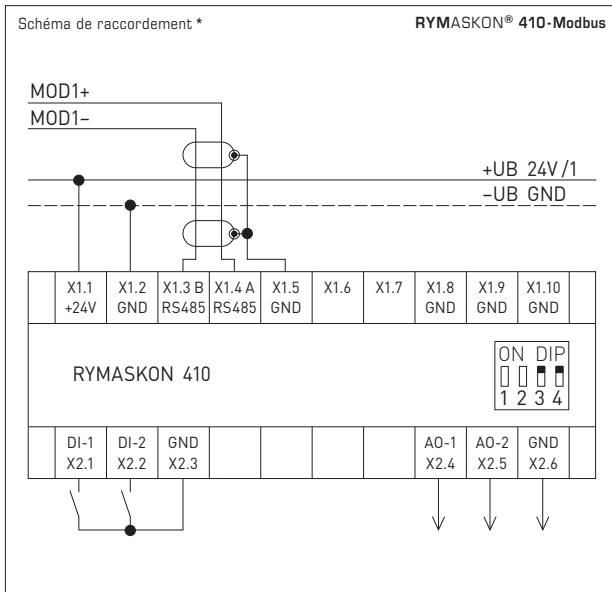 Schéma de raccordement *
RYMASKON® 410-Modbus
MOD1+
MOD1–
+UB 24V/1
–UB GND
X1.1 X1.2 X1.3 B X1.4 A X1.5 X1.6 X1.7 X1.8 X1.9 X1.10
+24V GND RS485 RS485 GND GND GND GND
RYMASKON 410
ON DIP
1 2 3 4
DI-1 DI-2 GND AO-1 AO-2 GND
X2.1 X2.2 X2.3 X2.4 X2.5 X2.6